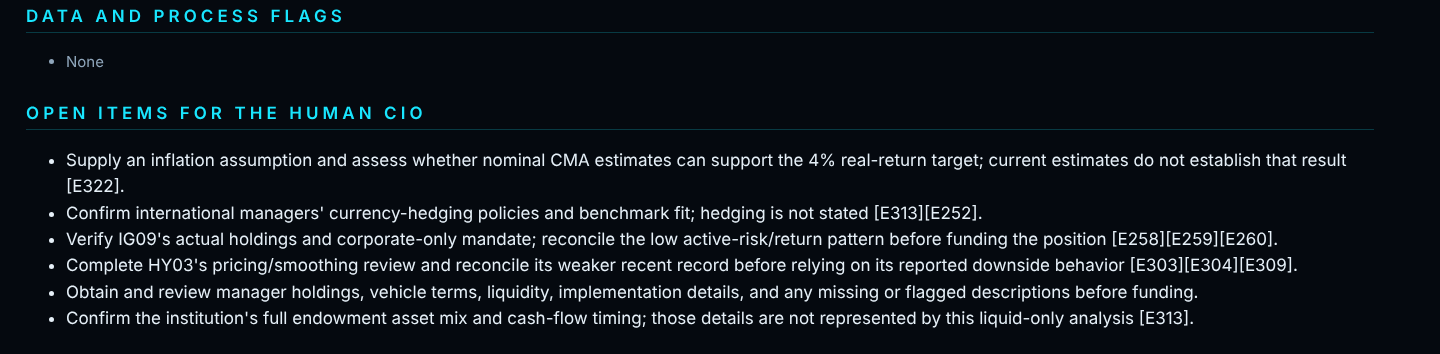 DATA AND PROCESS FLAGS
• None
OPEN ITEMS FOR THE HUMAN CIO
• Supply an inflation assumption and assess whether nominal CMA estimates can support the 4% real-return target; current estimates do not establish that result
[E322].
• Confirm international managers' currency-hedging policies and benchmark fit; hedging is not stated [E313][E252].
• Verify IG09's actual holdings and corporate-only mandate; reconcile the low active-risk/return pattern before funding the position [E258][E259][E260].
• Complete HY03's pricing/smoothing review and reconcile its weaker recent record before relying on its reported downside behavior [E303][E304][E309].
• Obtain and review manager holdings, vehicle terms, liquidity, implementation details, and any missing or flagged descriptions before funding.
• Confirm the institution's full endowment asset mix and cash-flow timing; those details are not represented by this liquid-only analysis [E313].